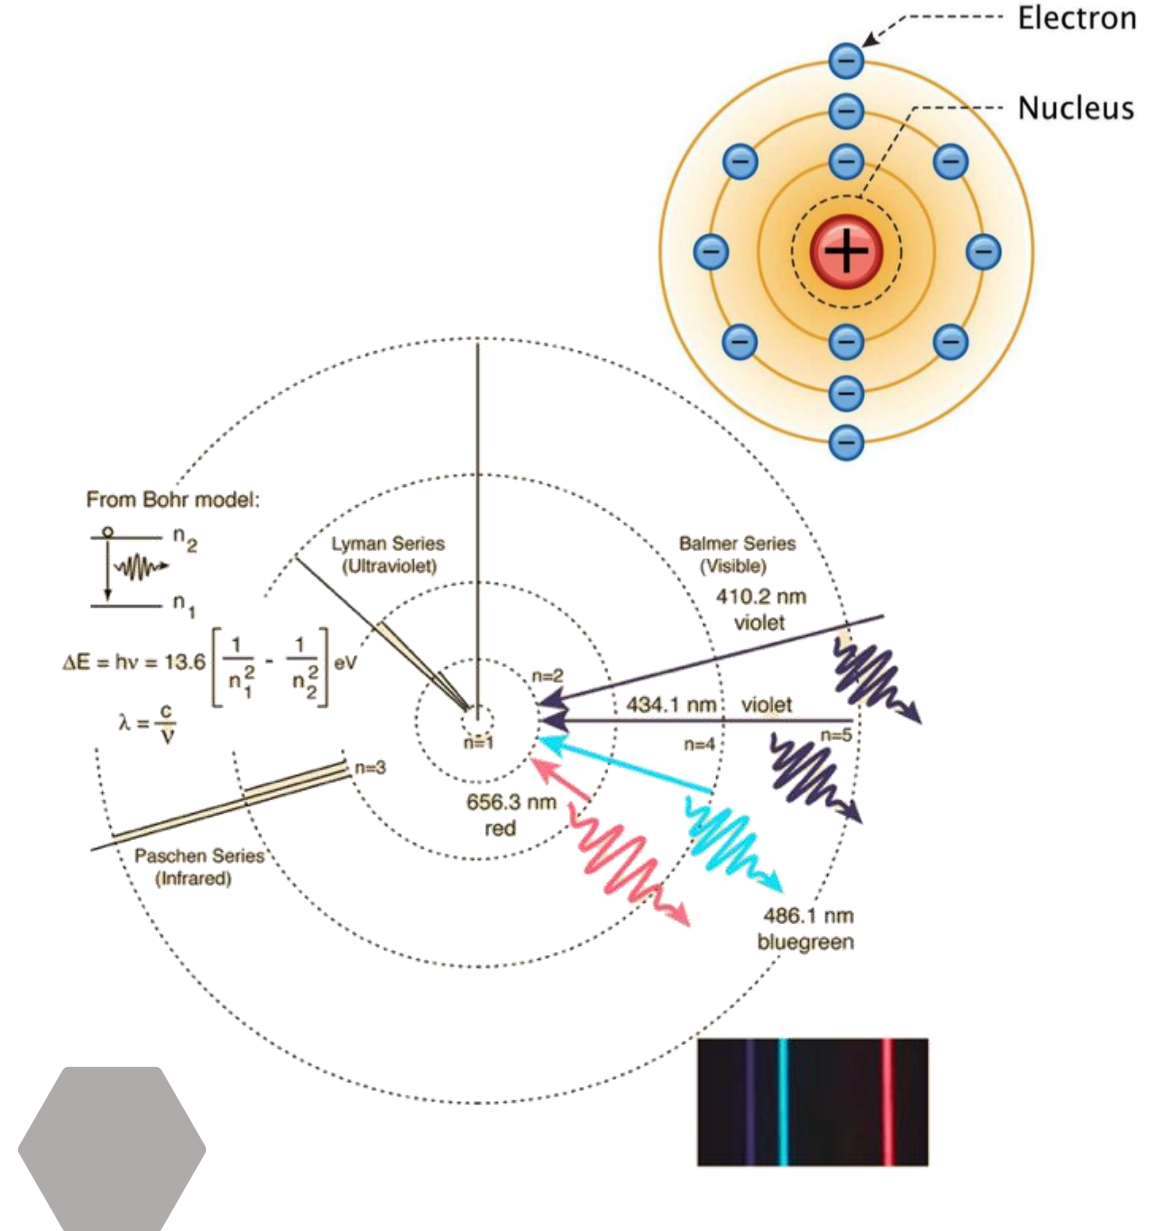 Electron
Nucleus
From Bohr model:
n2
n1
ΔE = hν = 13.6 [ 1/n1² - 1/n2² ] eV
λ = c/ν
Lyman Series
(Ultraviolet)
Balmer Series
(Visible)
410.2 nm
violet
n=2
434.1 nm violet
n=1
n=4
n=5
n=3
656.3 nm
red
Paschen Series
(Infrared)
486.1 nm
bluegreen